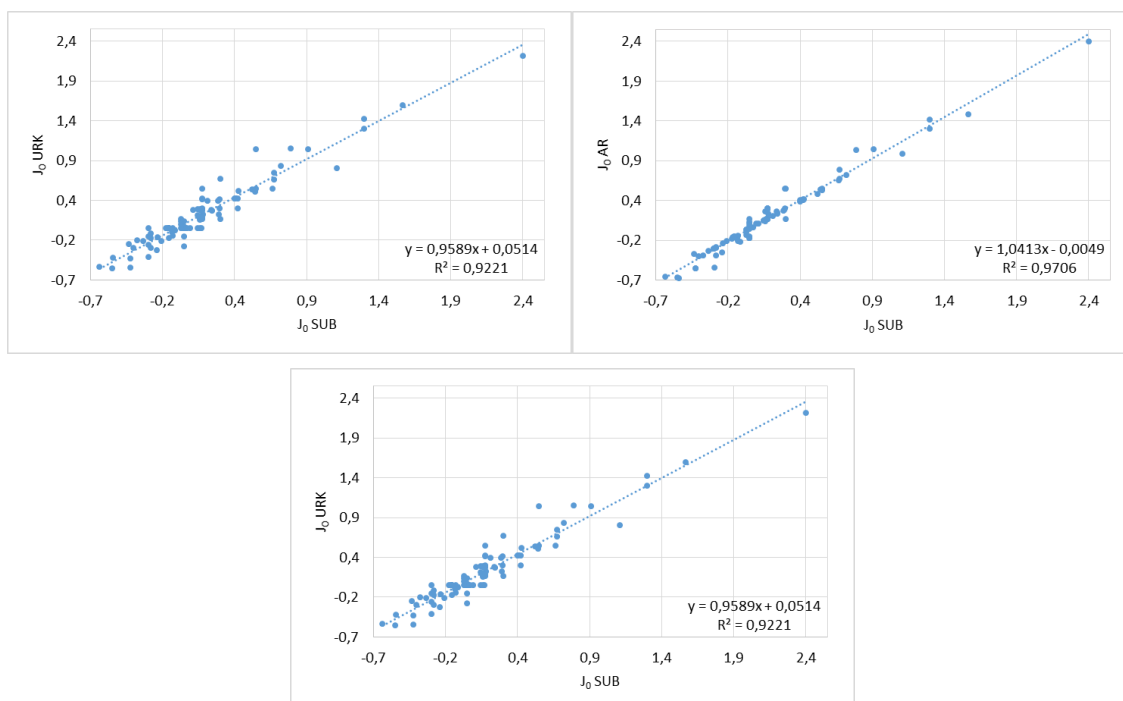 2,4
1,9
1,4
0,9
0,4
-0,2
-0,7
J₀ URK
y = 0,9589x + 0,0514
R² = 0,9221
-0,7 -0,2 0,4 0,9 1,4 1,9 2,4
J₀ SUB
2,4
1,9
1,4
0,9
0,4
-0,2
-0,7
J₀ AR
y = 1,0413x - 0,0049
R² = 0,9706
-0,7 -0,2 0,4 0,9 1,4 1,9 2,4
J₀ SUB
2,4
1,9
1,4
0,9
0,4
-0,2
-0,7
J₀ URK
y = 0,9589x + 0,0514
R² = 0,9221
-0,7 -0,2 0,4 0,9 1,4 1,9 2,4
J₀ SUB